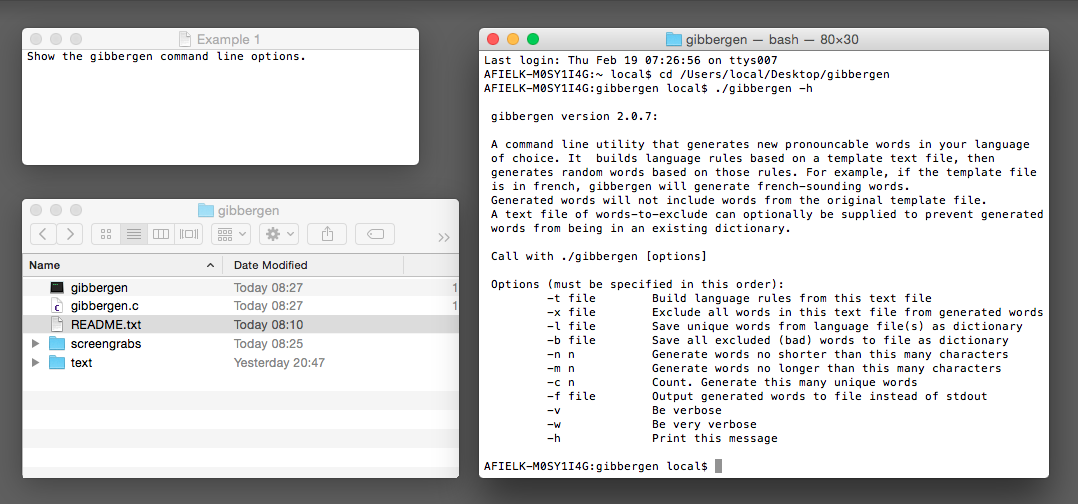 Example 1
Show the gibbergen command line options.
gibbergen
Name Date Modified
gibbergen Today 08:27 1
gibbergen.c Today 08:27 1
README.txt Today 08:10
screengrabs Today 08:25
text Yesterday 20:47
gibbergen — bash — 80×30
Last login: Thu Feb 19 07:26:56 on ttys007
AFIELK-M0SY1I4G:~ local$ cd /Users/local/Desktop/gibbergen
AFIELK-M0SY1I4G:gibbergen local$ ./gibbergen -h
gibbergen version 2.0.7:
A command line utility that generates new pronouncable words in your language
of choice. It  builds language rules based on a template text file, then
generates random words based on those rules. For example, if the template file
is in french, gibbergen will generate french-sounding words.
Generated words will not include words from the original template file.
A text file of words-to-exclude can optionally be supplied to prevent generated
words from being in an existing dictionary.
Call with ./gibbergen [options]
Options (must be specified in this order):
-t file Build language rules from this text file
-x file Exclude all words in this text file from generated words
-l file Save unique words from language file(s) as dictionary
-b file Save all excluded (bad) words to file as dictionary
-n n Generate words no shorter than this many characters
-m n Generate words no longer than this many characters
-c n Count. Generate this many unique words
-f file Output generated words to file instead of stdout
-v Be verbose
-w Be very verbose
-h Print this message
AFIELK-M0SY1I4G:gibbergen local$